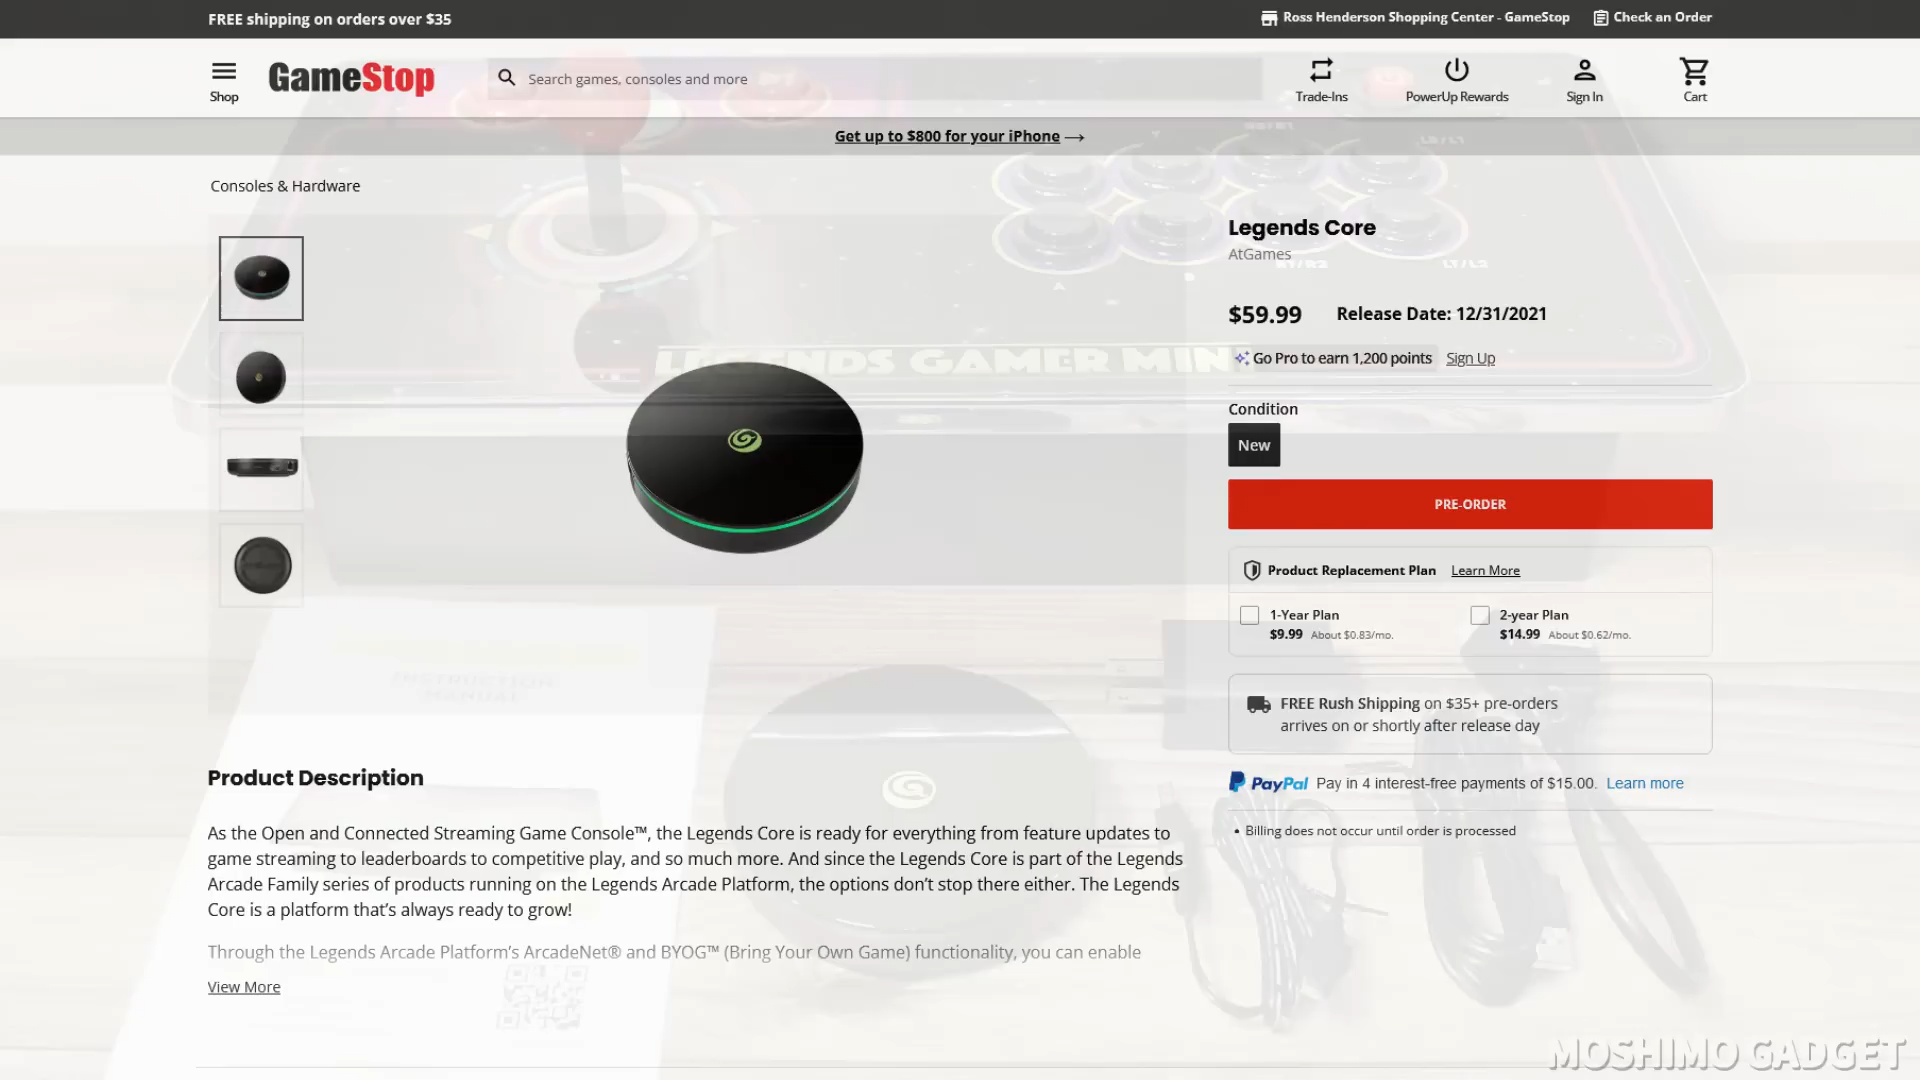 FREE shipping on orders over $35
Ross Henderson Shopping Center - GameStop
Check an Order
Shop
GameStop
Search games, consoles and more
Trade-Ins
PowerUp Rewards
Sign In
Cart
Get up to $800 for your iPhone →
Consoles & Hardware
Legends Core
AtGames
$59.99 Release Date: 12/31/2021
LEGENDS GAMER MINI
Go Pro to earn 1,200 points Sign Up
Condition
New
PRE-ORDER
Product Replacement Plan Learn More
1-Year Plan
$9.99 About $0.83/mo.
2-year Plan
$14.99 About $0.62/mo.
INSTRUCTION
MANUAL
FREE Rush Shipping on $35+ pre-orders
arrives on or shortly after release day
PayPal Pay in 4 interest-free payments of $15.00. Learn more
• Billing does not occur until order is processed
Product Description
As the Open and Connected Streaming Game Console™, the Legends Core is ready for everything from feature updates to
game streaming to leaderboards to competitive play, and so much more. And since the Legends Core is part of the Legends
Arcade Family series of products running on the Legends Arcade Platform, the options don’t stop there either. The Legends
Core is a platform that’s always ready to grow!
Through the Legends Arcade Platform’s ArcadeNet® and BYOG™ (Bring Your Own Game) functionality, you can enable
View More
MOSHIMO GADGET